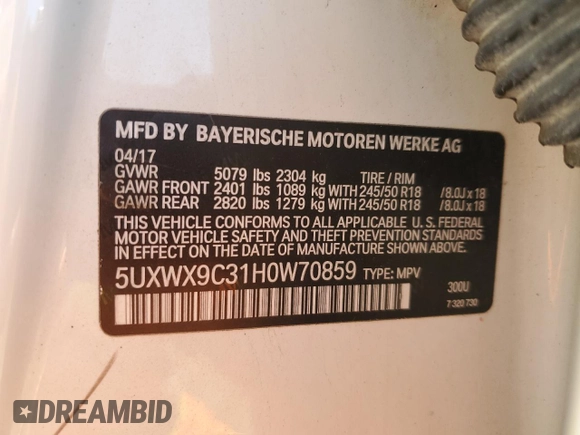 MFD BY BAYERISCHE MOTOREN WERKE AG
04/17
GVWR 5079 lbs 2304 kg TIRE / RIM
GAWR FRONT 2401 lbs 1089 kg WITH 245/50 R18 /8.0J x 18
GAWR REAR 2820 lbs 1279 kg WITH 245/50 R18 /8.0J x 18
THIS VEHICLE CONFORMS TO ALL APPLICABLE U. S. FEDERAL
MOTOR VEHICLE SAFETY AND THEFT PREVENTION STANDARDS
IN EFFECT ON THE DATE OF MANUFACTURE SHOWN ABOVE.
5UXWX9C31H0W70859 TYPE: MPV
300U
7 320 730
DREAMBID